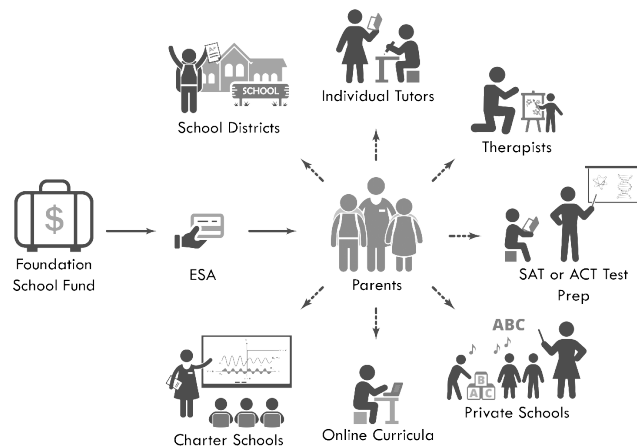 SCHOOL
School Districts
Individual Tutors
Therapists
$
Foundation
School Fund
ESA
Parents
SAT or ACT Test
Prep
Charter Schools
Online Curricula
ABC
B
A C
Private Schools